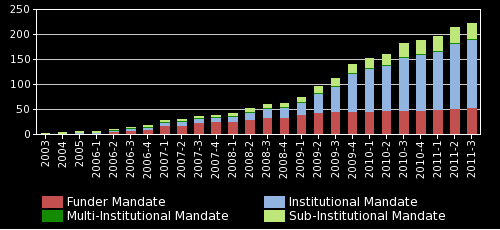 250
200
150
100
50
0
2003 2004 2005 2006-1 2006-2 2006-3 2006-4 2007-1 2007-2 2007-3 2007-4 2008-1 2008-2 2008-3 2008-4 2009-1 2009-2 2009-3 2009-4 2010-1 2010-2 2010-3 2010-4 2011-1 2011-2 2011-3
Funder Mandate Institutional Mandate
Multi-Institutional Mandate Sub-Institutional Mandate